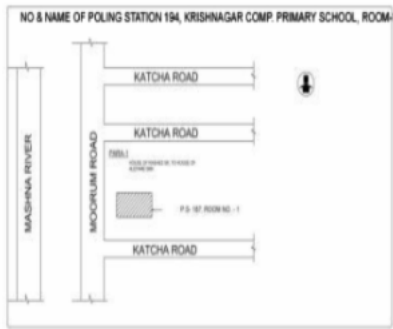 NO & NAME OF POLING STATION 194, KRISHNAGAR COMP. PRIMARY SCHOOL, ROOM-
KATCHA ROAD
KATCHA ROAD
MASHNA RIVER
MOORUM ROAD
P.S- 187, ROOM NO. - 1
KATCHA ROAD